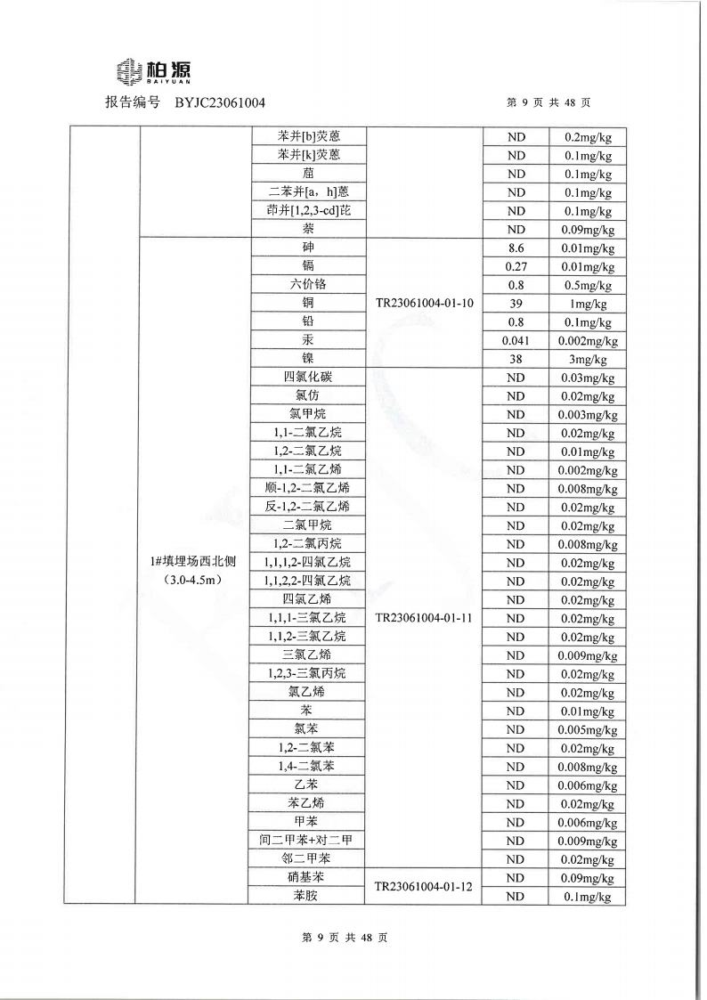 柏源
BAIYUAN
报告编号 BYJC23061004
第 9 页 共 48 页
苯并[b]荧蒽 ND 0.2mg/kg
苯并[k]荧蒽 ND 0.1mg/kg
䓛 ND 0.1mg/kg
二苯并[a，h]蒽 ND 0.1mg/kg
茚并[1,2,3-cd]芘 ND 0.1mg/kg
萘 ND 0.09mg/kg
砷 8.6 0.01mg/kg
镉 0.27 0.01mg/kg
六价铬 0.8 0.5mg/kg
铜 TR23061004-01-10 39 1mg/kg
铅 0.8 0.1mg/kg
汞 0.041 0.002mg/kg
镍 38 3mg/kg
四氯化碳 ND 0.03mg/kg
氯仿 ND 0.02mg/kg
氯甲烷 ND 0.003mg/kg
1,1-二氯乙烷 ND 0.02mg/kg
1,2-二氯乙烷 ND 0.01mg/kg
1,1-二氯乙烯 ND 0.002mg/kg
顺-1,2-二氯乙烯 ND 0.008mg/kg
反-1,2-二氯乙烯 ND 0.02mg/kg
二氯甲烷 ND 0.02mg/kg
1,2-二氯丙烷 ND 0.008mg/kg
1#填埋场西北侧 1,1,1,2-四氯乙烷 ND 0.02mg/kg
（3.0-4.5m） 1,1,2,2-四氯乙烷 ND 0.02mg/kg
四氯乙烯 ND 0.02mg/kg
1,1,1-三氯乙烷 TR23061004-01-11 ND 0.02mg/kg
1,1,2-三氯乙烷 ND 0.02mg/kg
三氯乙烯 ND 0.009mg/kg
1,2,3-三氯丙烷 ND 0.02mg/kg
氯乙烯 ND 0.02mg/kg
苯 ND 0.01mg/kg
氯苯 ND 0.005mg/kg
1,2-二氯苯 ND 0.02mg/kg
1,4-二氯苯 ND 0.008mg/kg
乙苯 ND 0.006mg/kg
苯乙烯 ND 0.02mg/kg
甲苯 ND 0.006mg/kg
间二甲苯+对二甲 ND 0.009mg/kg
邻二甲苯 ND 0.02mg/kg
硝基苯 ND 0.09mg/kg
TR23061004-01-12
苯胺 ND 0.1mg/kg
第 9 页 共 48 页